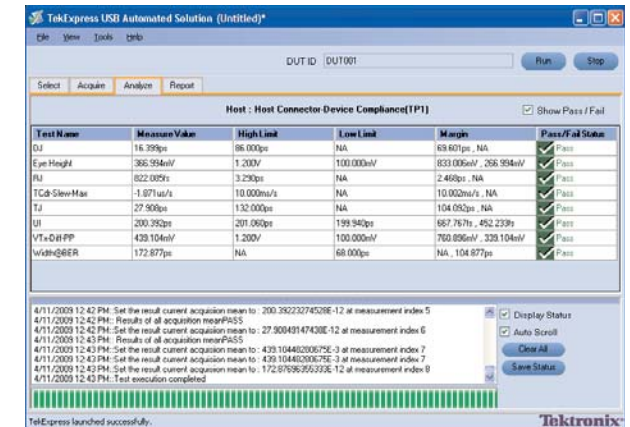 TekExpress USB Automated Solution (Untitled)*
File View Tools Help
DUT ID DUT001 Run Stop
Select Acquire Analyze Report
Host : Host Connector-Device Compliance(TP1) Show Pass / Fail
Test Name Measure Value High Limit Low Limit Margin Pass/Fail Status
DJ 16.399ps 86.000ps NA 69.601ps , NA Pass
Eye Height 366.994mV 1.200V 100.000mV 833.006mV , 266.994mV Pass
RJ 822.085fs 3.290ps NA 2.468ps , NA Pass
TCdr-Slew-Max -1.871us/s 10.000ms/s NA 10.002ms/s , NA Pass
TJ 27.908ps 132.000ps NA 104.092ps , NA Pass
UI 200.392ps 201.060ps 199.940ps 667.767fs , 452.233fs Pass
VTx-Diff-PP 439.104mV 1.200V 100.000mV 760.896mV , 339.104mV Pass
Width@BER 172.877ps NA 68.000ps NA , 104.877ps Pass
4/11/2009 12:42 PM::Set the result current acquisition mean to : 200.39223274528E-12 at measurement index 5
4/11/2009 12:42 PM:: Results of all acquisition meanPASS
4/11/2009 12:42 PM::Set the result current acquisition mean to : 27.90849147430E-12 at measurement index 6
4/11/2009 12:43 PM:: Results of all acquisition meanPASS
4/11/2009 12:43 PM::Set the result current acquisition mean to : 439.10448280675E-3 at measurement index 7
4/11/2009 12:43 PM::Set the result current acquisition mean to : 439.10448280675E-3 at measurement index 7
4/11/2009 12:43 PM::Set the result current acquisition mean to : 172.87696355333E-12 at measurement index 8
4/11/2009 12:43 PM::Test execution completed
Display Status
Auto Scroll
Clear All
Save Status
TekExpress launched successfully.
Tektronix